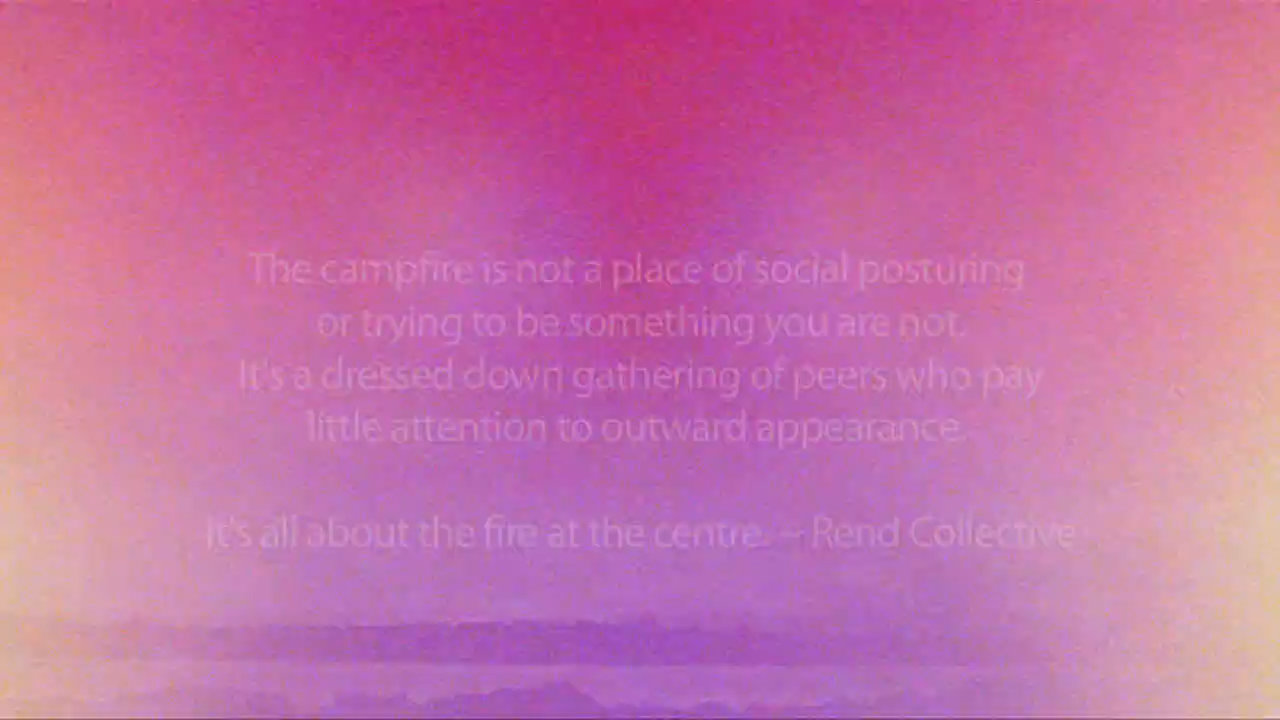 The campfire is not a place of social posturing
or trying to be something you are not.
It's a dressed down gathering of peers who pay
little attention to outward appearance.
It's all about the fire at the centre. – Rend Collective